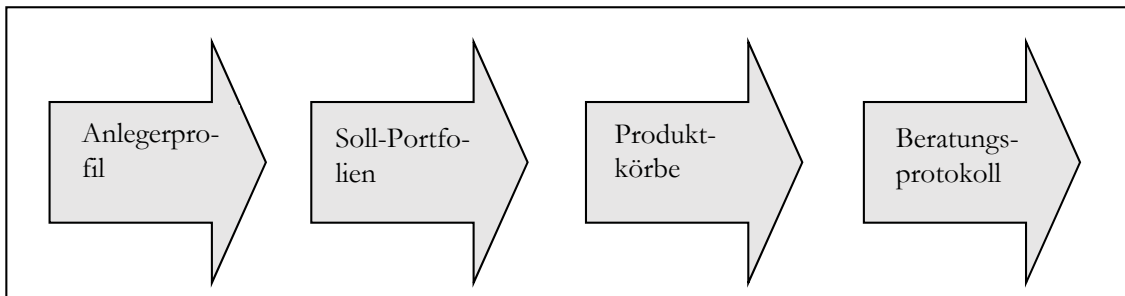 Anlegerpro-
fil
Soll-Portfo-
lien
Produkt-
körbe
Beratungs-
protokoll